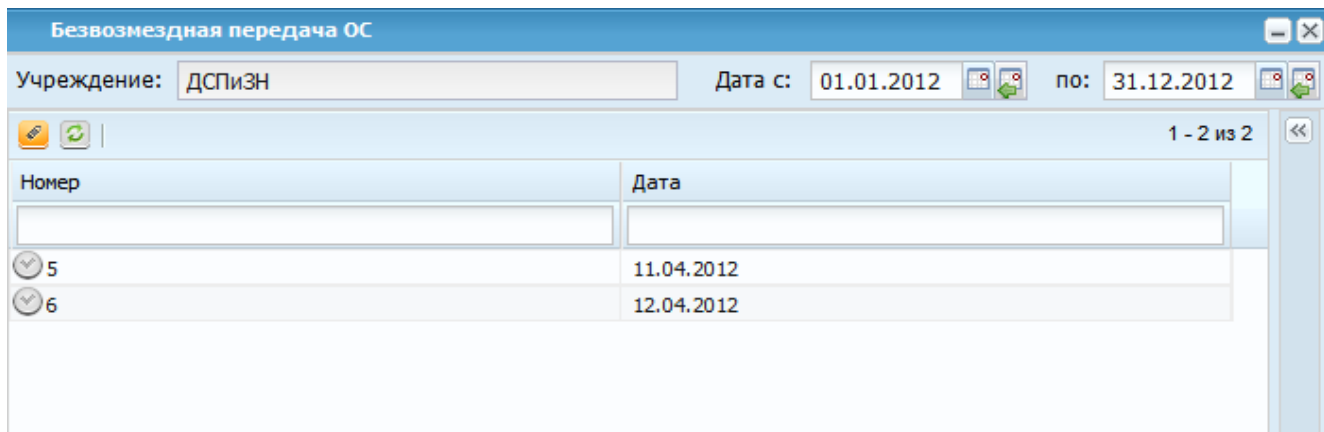 Безвозмездная передача ОС
Учреждение: ДСПиЗН Дата с: 01.01.2012 по: 31.12.2012
1 - 2 из 2
Номер Дата
5 11.04.2012
6 12.04.2012